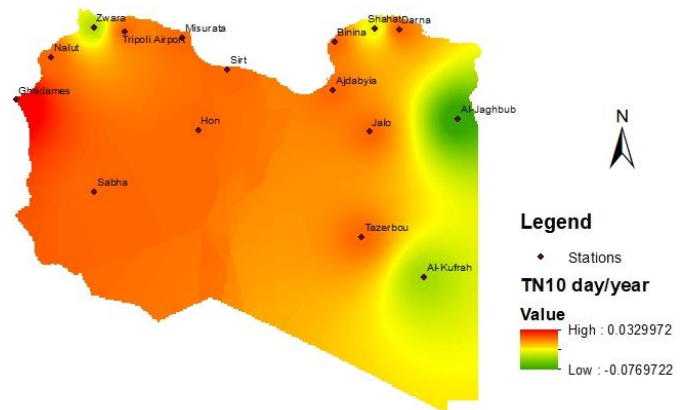 Zwara
Shahat Darna
Tripoli Airport
Misurata
Binina
Nalut
Sirt
Ghadames
Ajdabyia
Al-Jaghbub
Hon
Jalo
N
Sabha
Legend
Tazerbou
Stations
Al-Kufrah
TN10 day/year
Value
High : 0.0329972
Low : -0.0769722